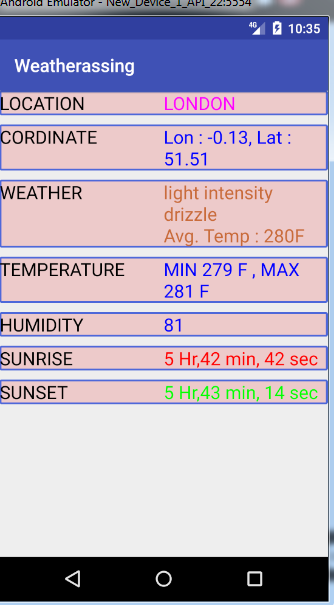 Android Emulator - New_Device_1_API_22:5554
4G 10:35
Weatherassing
LOCATION LONDON
CORDINATE Lon : -0.13, Lat :
51.51
WEATHER light intensity
drizzle
Avg. Temp : 280F
TEMPERATURE MIN 279 F , MAX
281 F
HUMIDITY 81
SUNRISE 5 Hr,42 min, 42 sec
SUNSET 5 Hr,43 min, 14 sec